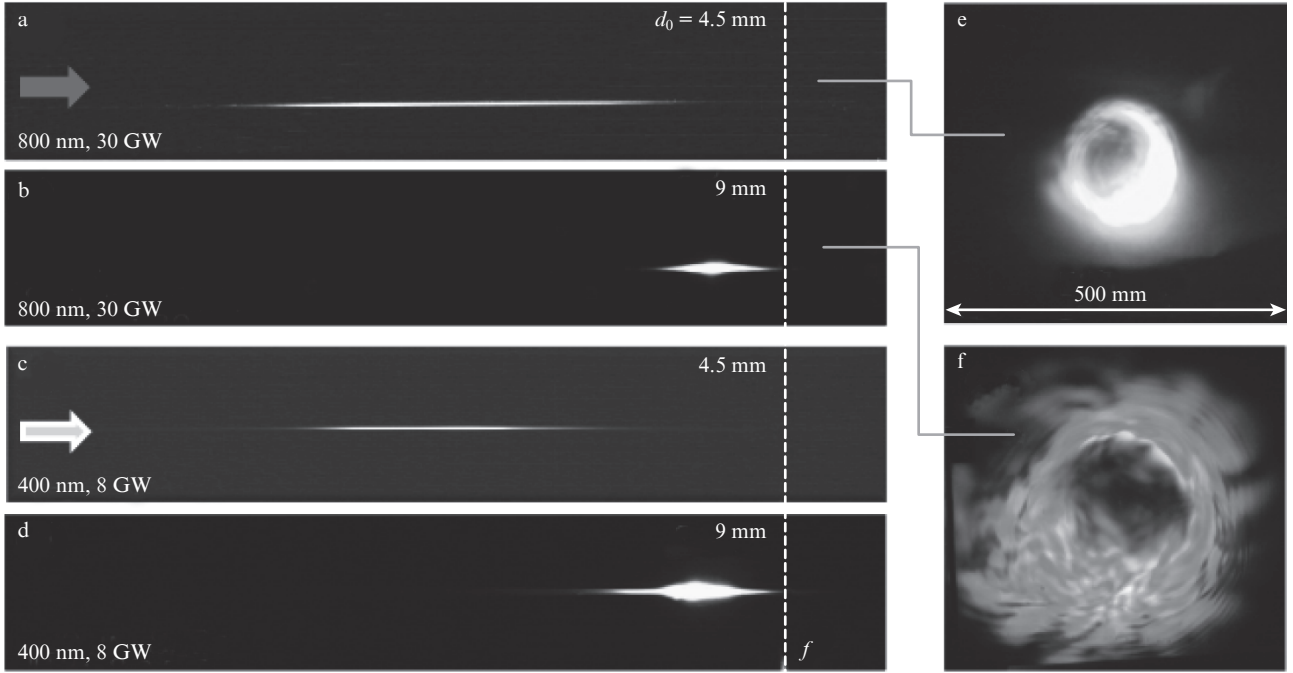 a
d₀ = 4.5 mm
800 nm, 30 GW
b
9 mm
800 nm, 30 GW
c
4.5 mm
400 nm, 8 GW
d
9 mm
400 nm, 8 GW
f
e
500 mm
f